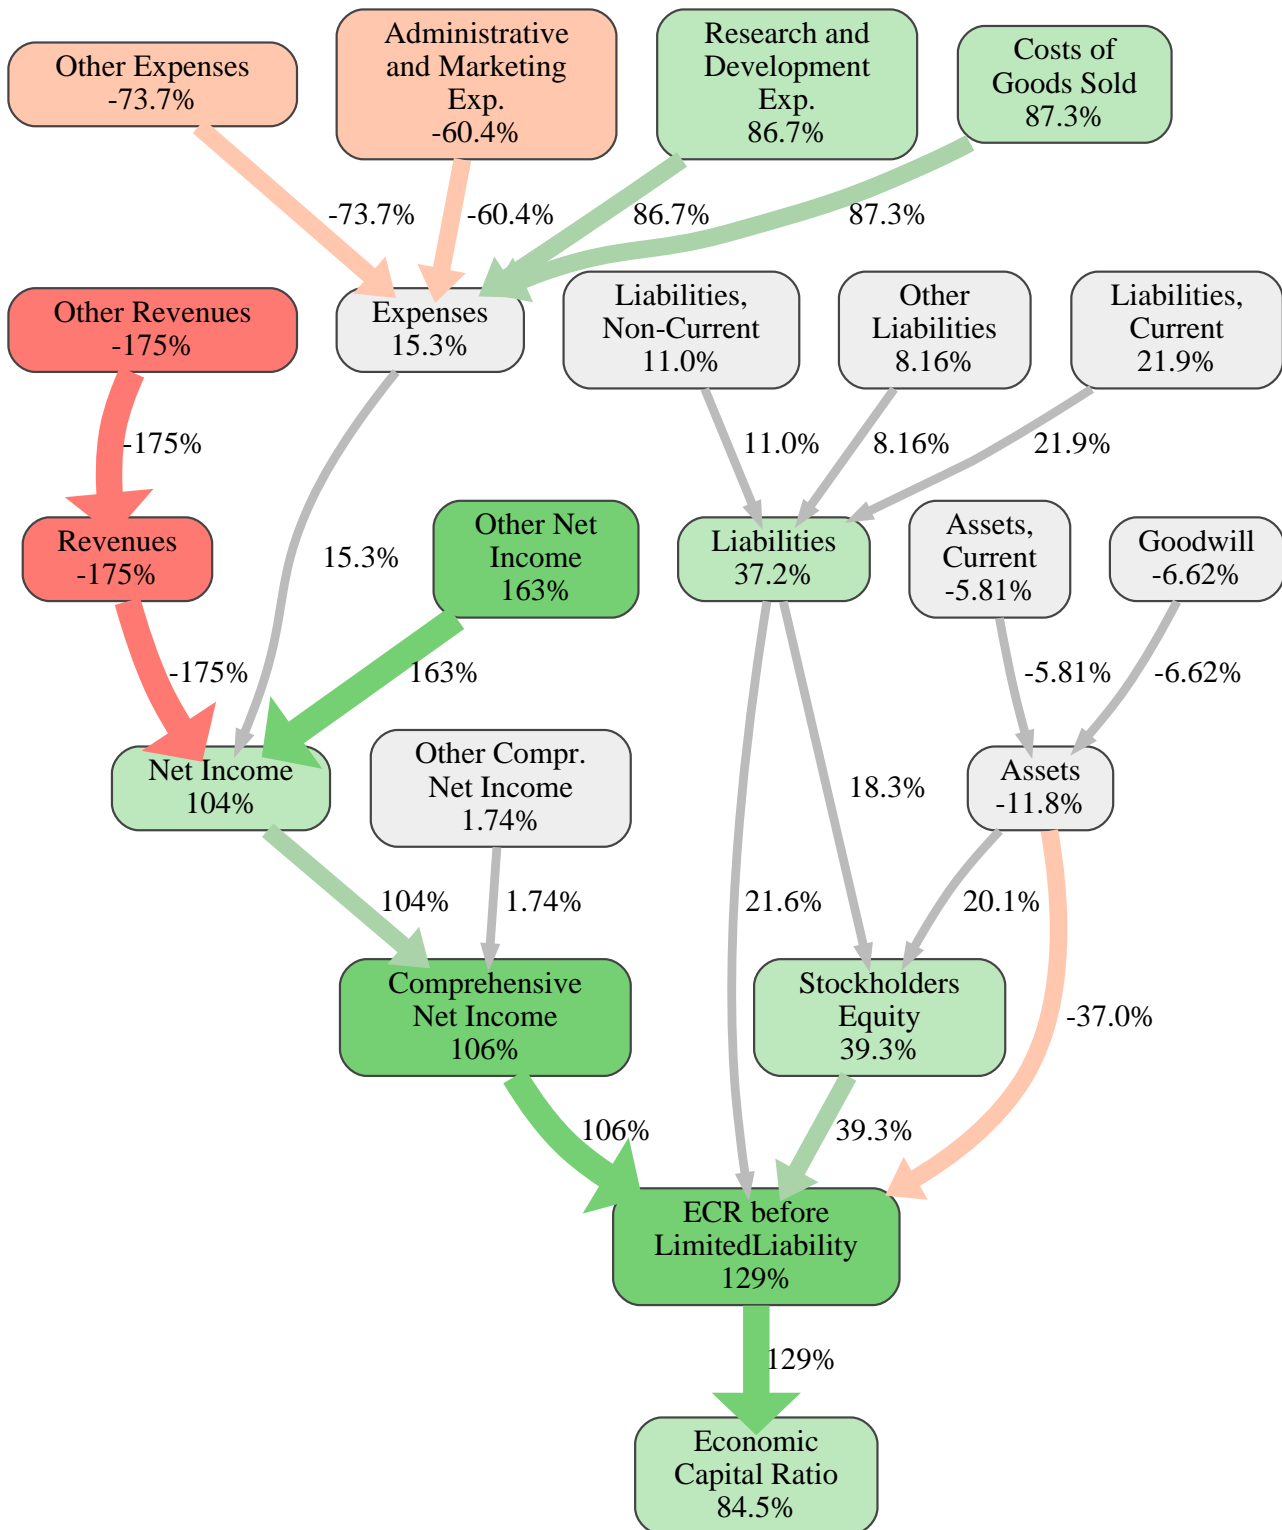 Other Expenses
-73.7%
Administrative
and Marketing
Exp.
-60.4%
Research and
Development
Exp.
86.7%
Costs of
Goods Sold
87.3%
-73.7%
-60.4%
86.7%
87.3%
Other Revenues
-175%
Expenses
15.3%
Liabilities,
Non-Current
11.0%
Other
Liabilities
8.16%
Liabilities,
Current
21.9%
-175%
11.0%
8.16%
21.9%
Revenues
-175%
15.3%
Other Net
Income
163%
Liabilities
37.2%
Assets,
Current
-5.81%
Goodwill
-6.62%
-175%
163%
-5.81%
-6.62%
Net Income
104%
Other Compr.
Net Income
1.74%
18.3%
Assets
-11.8%
104%
1.74%
21.6%
20.1%
Comprehensive
Net Income
106%
Stockholders
Equity
39.3%
-37.0%
106%
39.3%
ECR before
LimitedLiability
129%
129%
Economic
Capital Ratio
84.5%